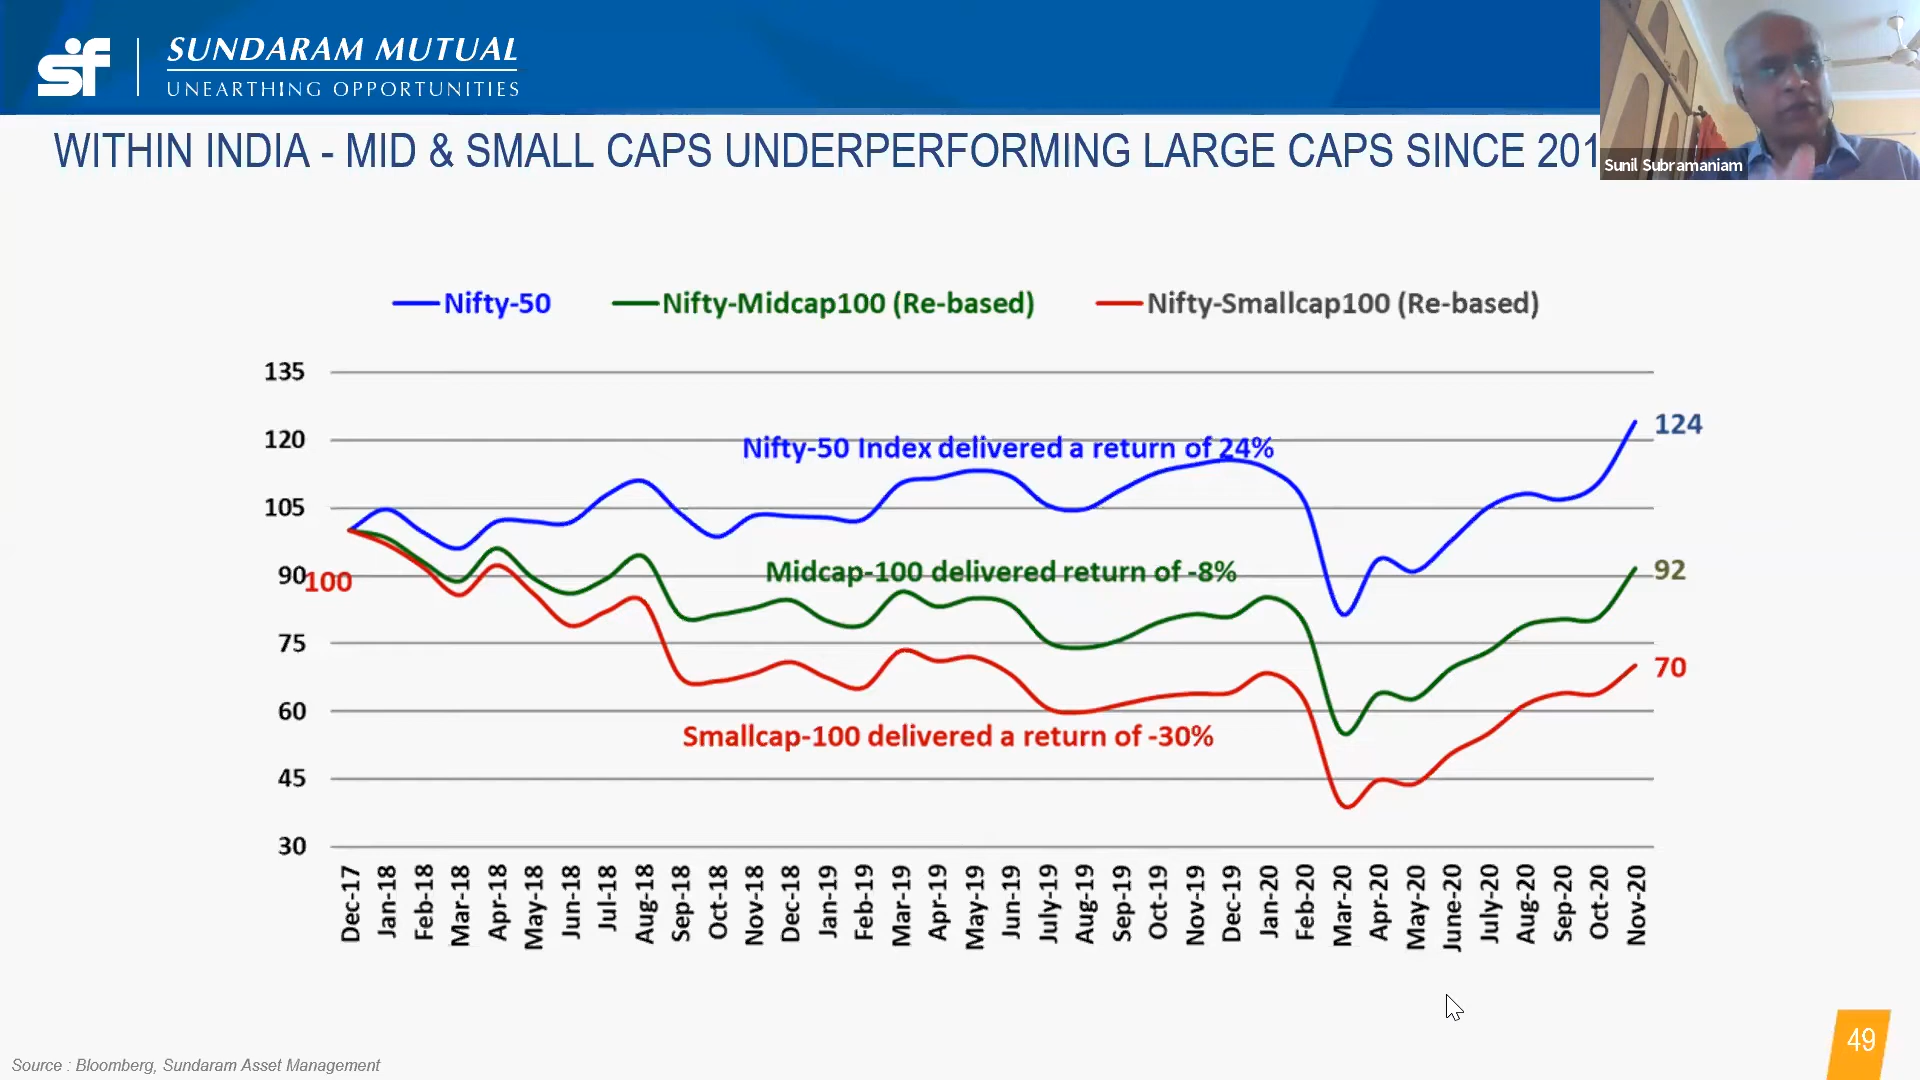 sf
SUNDARAM MUTUAL
UNEARTHING OPPORTUNITIES
WITHIN INDIA - MID & SMALL CAPS UNDERPERFORMING LARGE CAPS SINCE 201
Sunil Subramaniam
Nifty-50 Nifty-Midcap100 (Re-based) Nifty-Smallcap100 (Re-based)
135
124
120
Nifty-50 Index delivered a return of 24%
105
Midcap-100 delivered return of -8%
92
90
100
75
70
60
Smallcap-100 delivered a return of -30%
45
30
Dec-17 Jan-18 Feb-18 Mar-18 Apr-18 May-18 Jun-18 Jul-18 Aug-18 Sep-18 Oct-18 Nov-18 Dec-18 Jan-19 Feb-19 Mar-19 Apr-19 May-19 Jun-19 July-19 Aug-19 Sep-19 Oct-19 Nov-19 Dec-19 Jan-20 Feb-20 Mar-20 Apr-20 May-20 June-20 July-20 Aug-20 Sep-20 Oct-20 Nov-20
49
Source : Bloomberg, Sundaram Asset Management